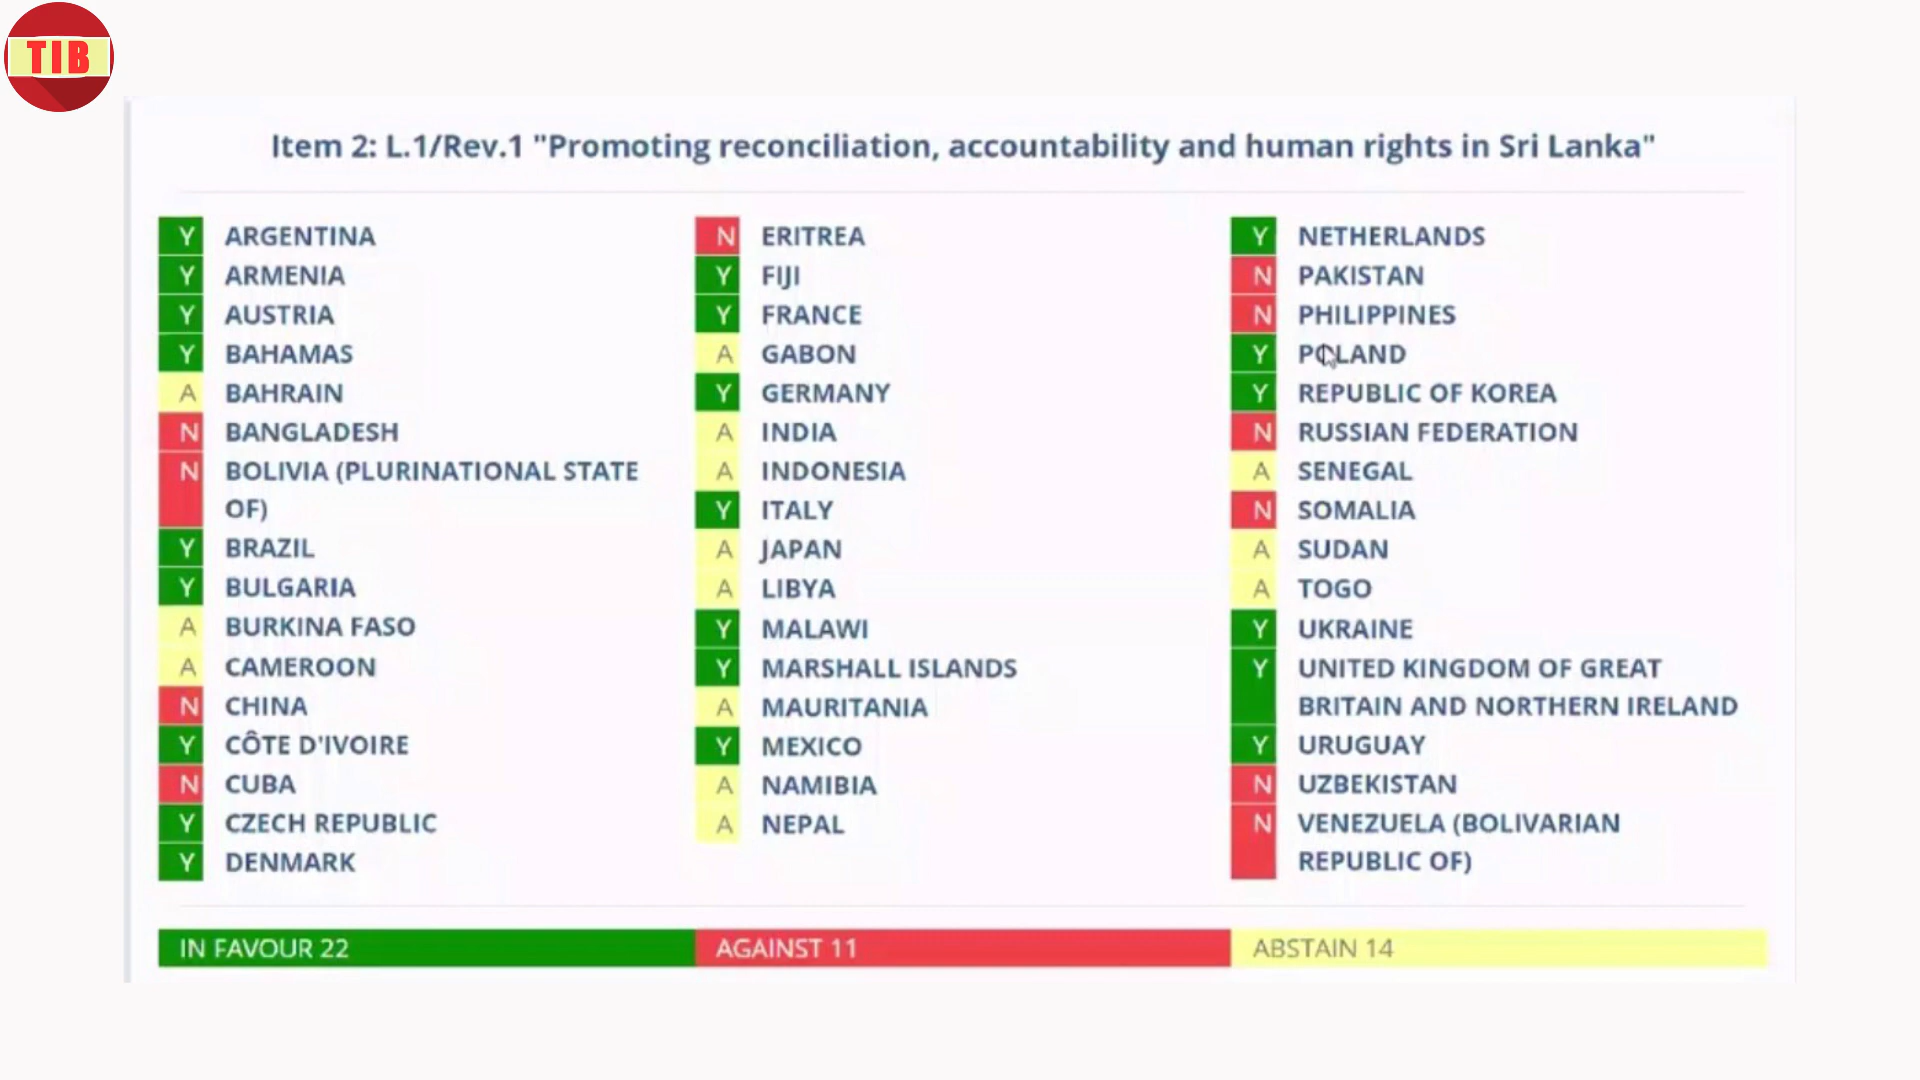 TIB
Item 2: L.1/Rev.1 "Promoting reconciliation, accountability and human rights in Sri Lanka"
Y ARGENTINA
Y ARMENIA
Y AUSTRIA
Y BAHAMAS
A BAHRAIN
N BANGLADESH
N BOLIVIA (PLURINATIONAL STATE
OF)
Y BRAZIL
Y BULGARIA
A BURKINA FASO
A CAMEROON
N CHINA
Y CÔTE D'IVOIRE
N CUBA
Y CZECH REPUBLIC
Y DENMARK
N ERITREA
Y FIJI
Y FRANCE
A GABON
Y GERMANY
A INDIA
A INDONESIA
Y ITALY
A JAPAN
A LIBYA
Y MALAWI
Y MARSHALL ISLANDS
A MAURITANIA
Y MEXICO
A NAMIBIA
A NEPAL
Y NETHERLANDS
N PAKISTAN
N PHILIPPINES
Y POLAND
Y REPUBLIC OF KOREA
N RUSSIAN FEDERATION
A SENEGAL
N SOMALIA
A SUDAN
A TOGO
Y UKRAINE
Y UNITED KINGDOM OF GREAT
BRITAIN AND NORTHERN IRELAND
Y URUGUAY
N UZBEKISTAN
N VENEZUELA (BOLIVARIAN
REPUBLIC OF)
IN FAVOUR 22
AGAINST 11
ABSTAIN 14